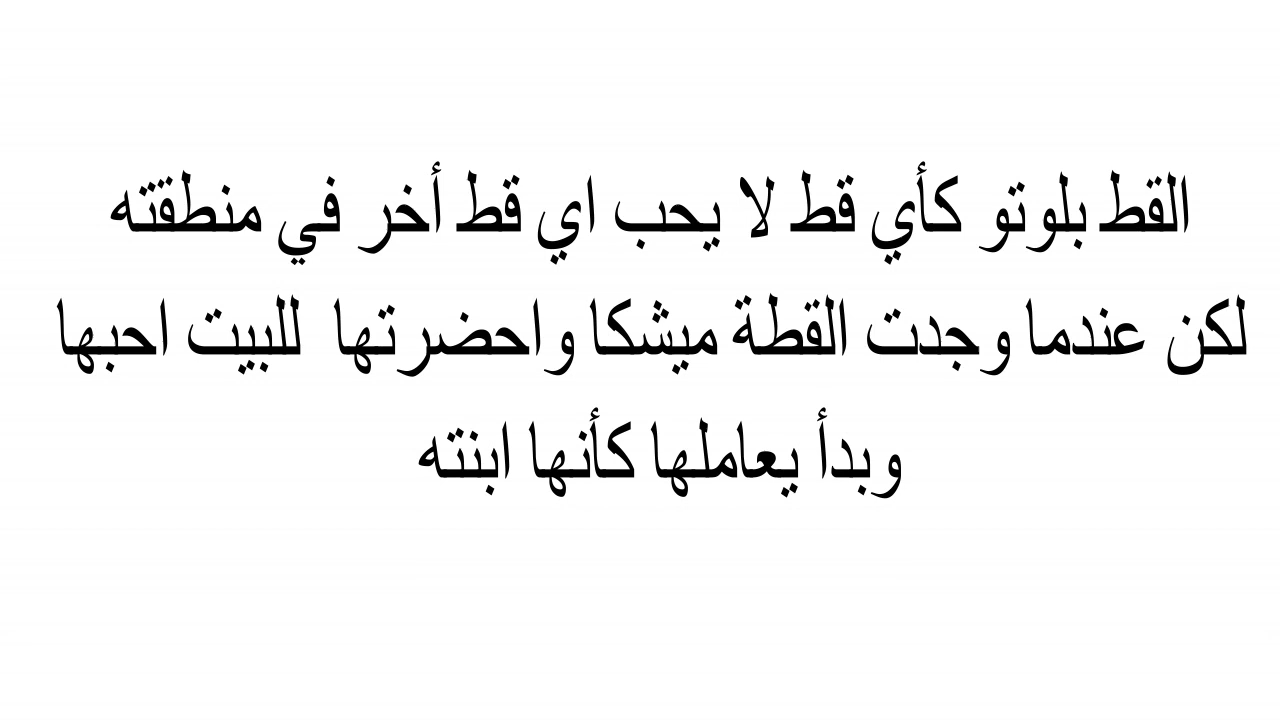 القط بلوتو كأي قط لا يحب اي قط أخر في منطقته
لكن عندما وجدت القطة ميشكا واحضرتها للبيت احبها
وبدأ يعاملها كأنها ابنته